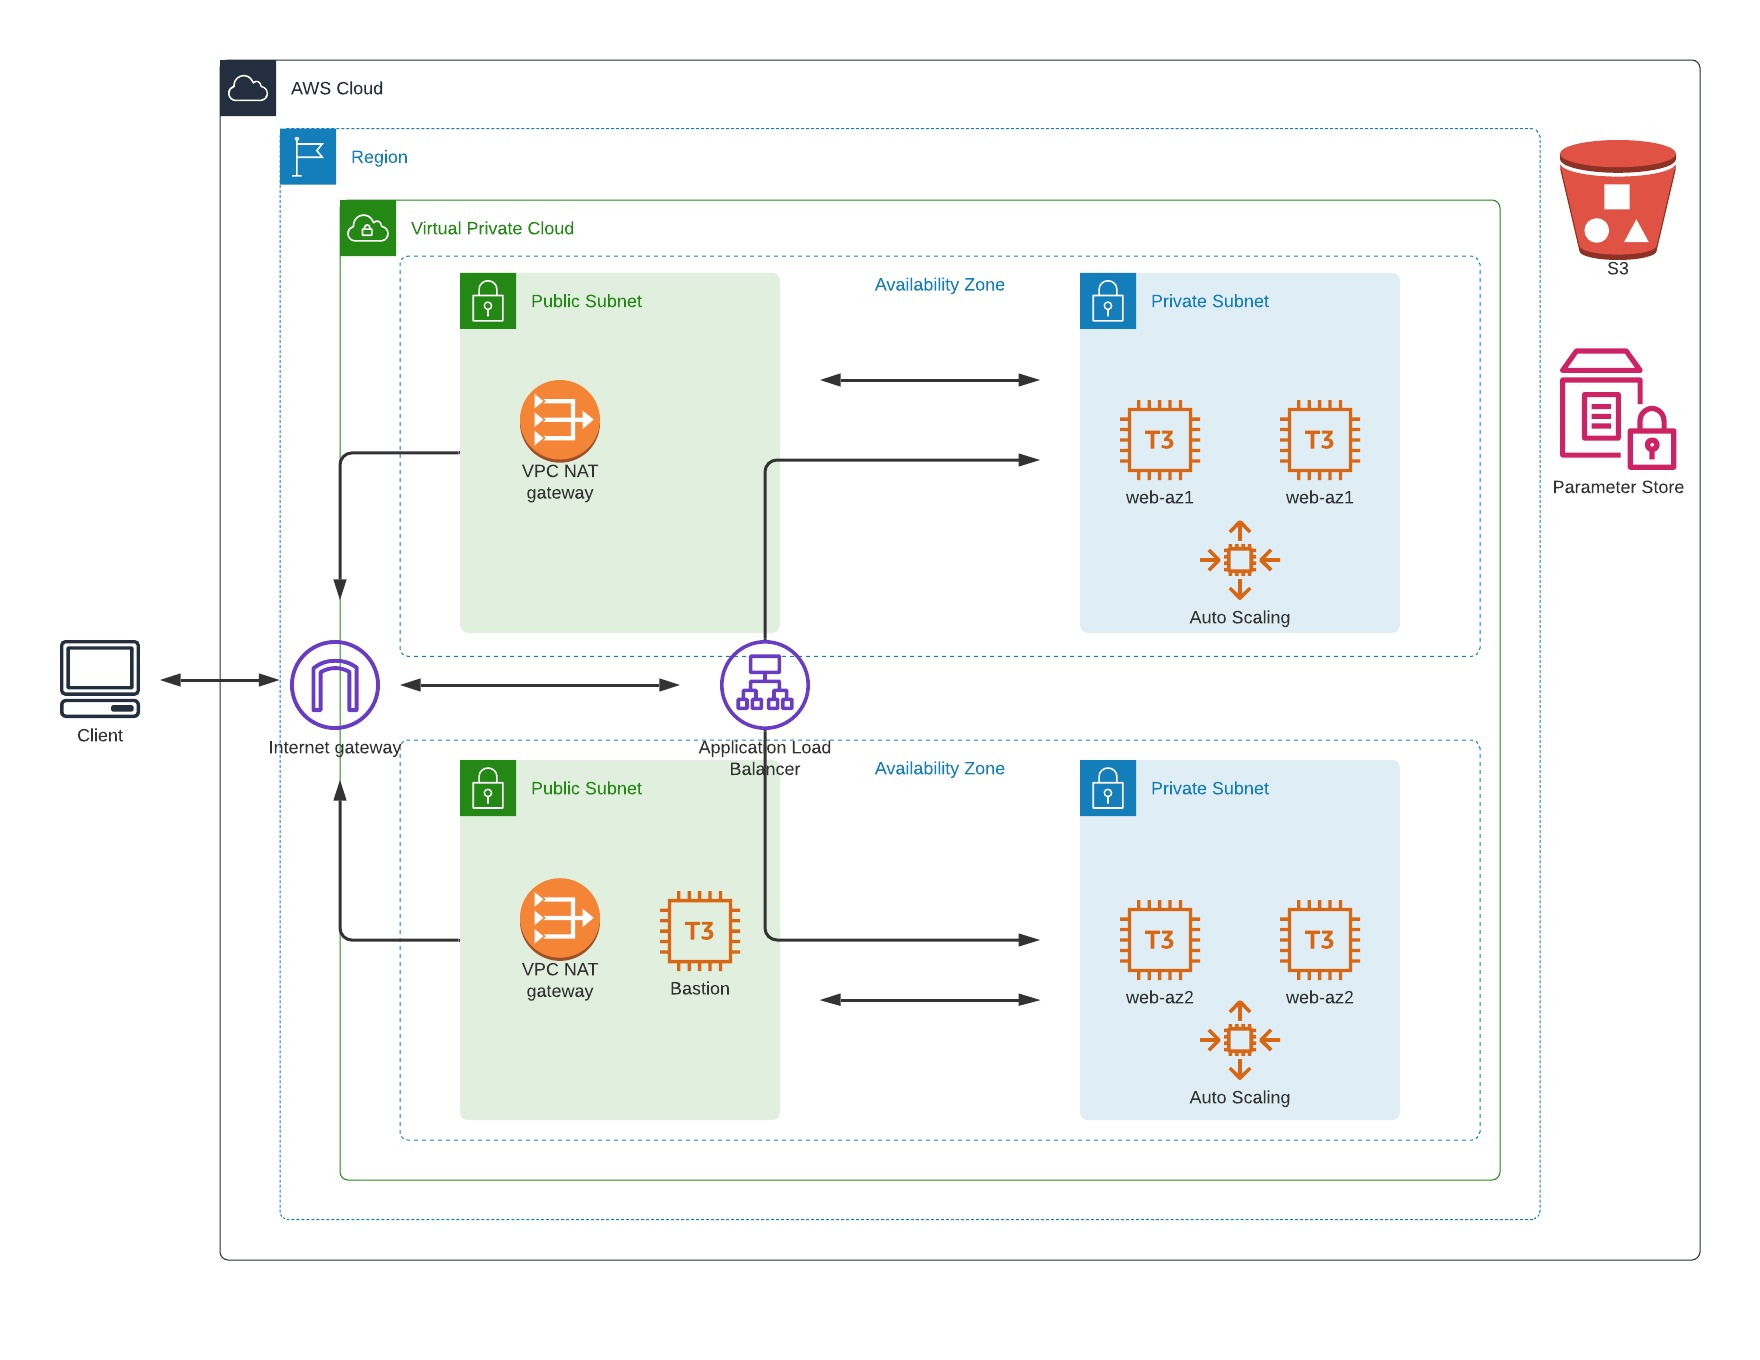 AWS Cloud
Region
Virtual Private Cloud
Public Subnet
Availability Zone
Private Subnet
S3
T3
T3
VPC NAT
gateway
web-az1
web-az1
Parameter Store
Auto Scaling
Client
Internet gateway
Application Load
Balancer
Public Subnet
Availability Zone
Private Subnet
T3
T3
T3
VPC NAT
gateway
Bastion
web-az2
web-az2
Auto Scaling